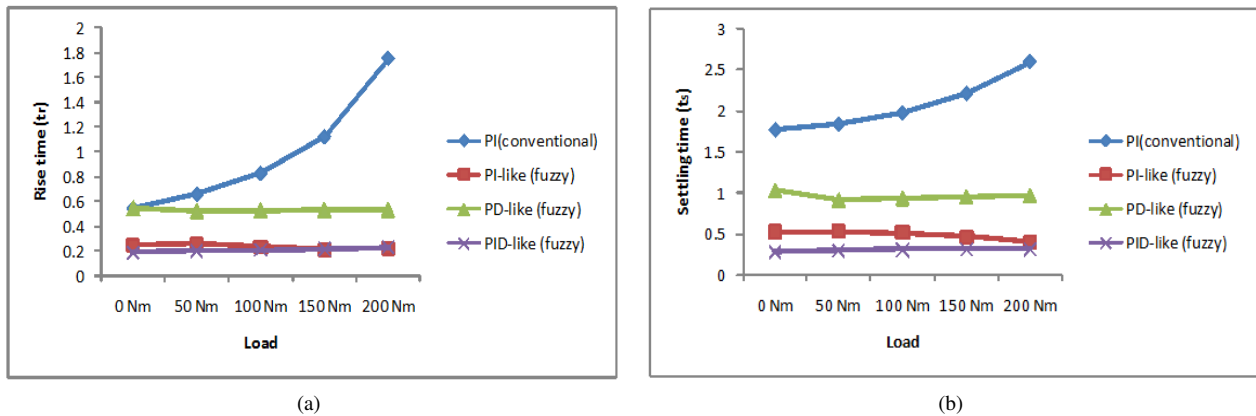 2
1.8
1.6
1.4
1.2
1
0.8
0.6
0.4
0.2
0
Rise time (tr)
0 Nm 50 Nm 100 Nm 150 Nm 200 Nm
Load
PI(conventional)
PI-like (fuzzy)
PD-like (fuzzy)
PID-like (fuzzy)
(a)
3
2.5
2
1.5
1
0.5
0
Settling time (ts)
0 Nm 50 Nm 100 Nm 150 Nm 200 Nm
Load
PI(conventional)
PI-like (fuzzy)
PD-like (fuzzy)
PID-like (fuzzy)
(b)